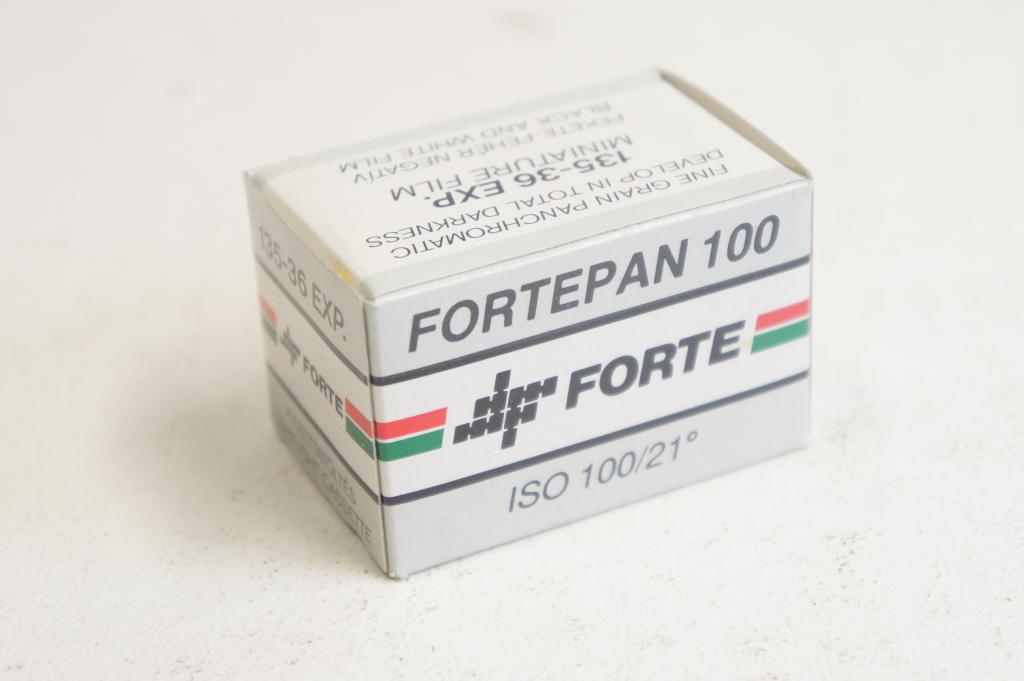 FORTEPAN 100
FORTE
ISO 100/21°
BLACK AND WHITE FILM
FEKETE-FEHÉR NEGATÍV
MINIATURE FILM
135-36 EXP.
DEVELOP IN TOTAL DARKNESS
FINE GRAIN PANCHROMATIC
135-36 EXP.
FORTE
CASSETTE